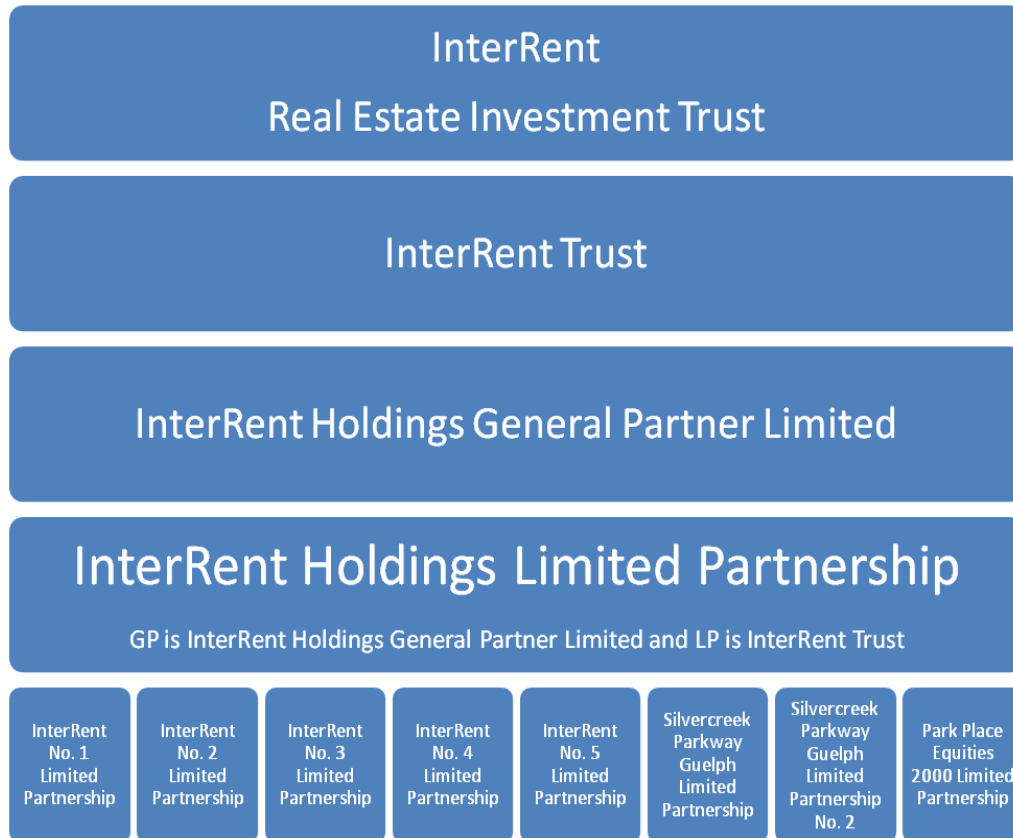 InterRent
Real Estate Investment Trust
InterRent Trust
InterRent Holdings General Partner Limited
InterRent Holdings Limited Partnership
GP is InterRent Holdings General Partner Limited and LP is InterRent Trust
InterRent
No. 1
Limited
Partnership
InterRent
No. 2
Limited
Partnership
InterRent
No. 3
Limited
Partnership
InterRent
No. 4
Limited
Partnership
InterRent
No. 5
Limited
Partnership
Silvercreek
Parkway
Guelph
Limited
Partnership
Silvercreek
Parkway
Guelph
Limited
Partnership
No. 2
Park Place
Equities
2000 Limited
Partnership